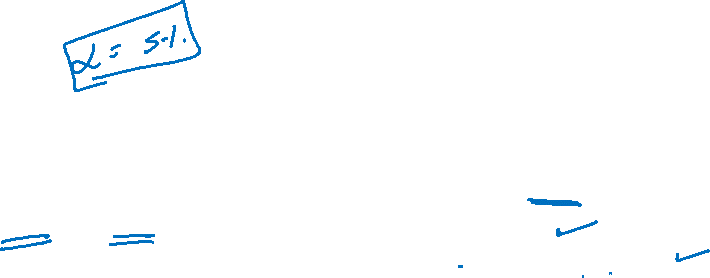 α = 5%